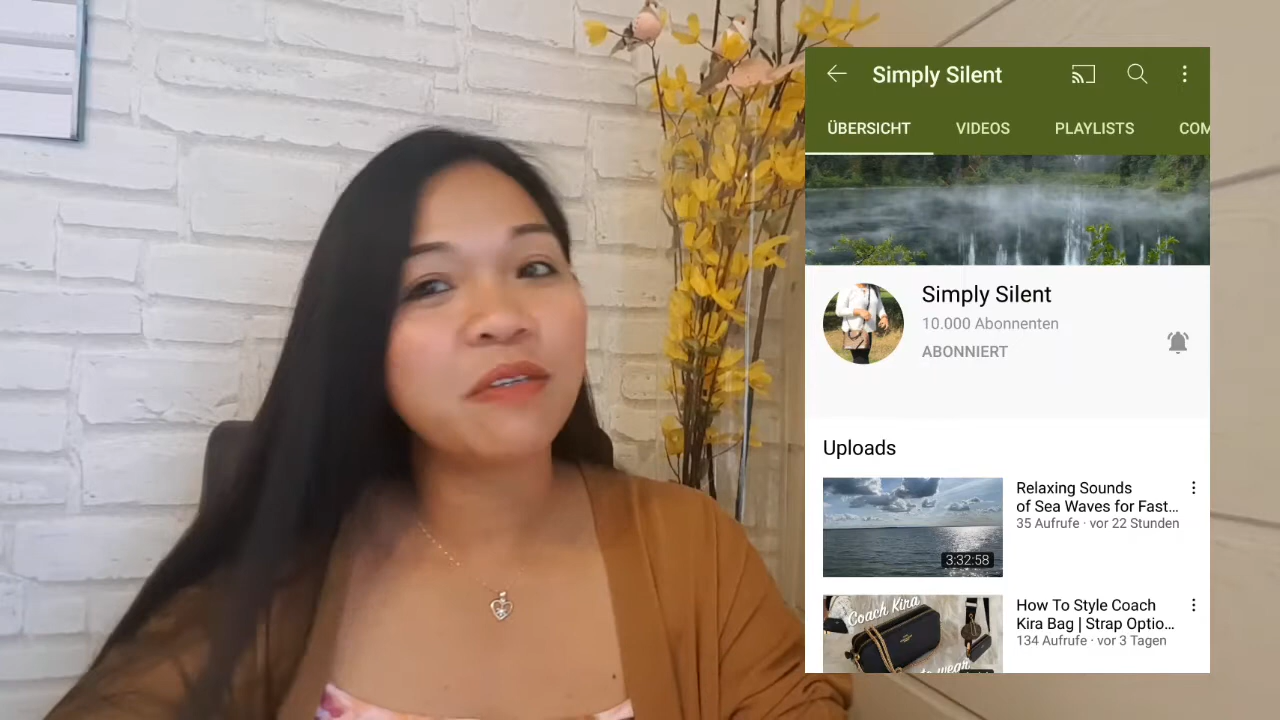 Simply Silent
ÜBERSICHT VIDEOS PLAYLISTS COM
Simply Silent
10.000 Abonnenten
ABONNIERT
Uploads
Relaxing Sounds
of Sea Waves for Fast...
35 Aufrufe · vor 22 Stunden
3:32:58
How To Style Coach
Kira Bag | Strap Optio...
134 Aufrufe · vor 3 Tagen
Coach Kira